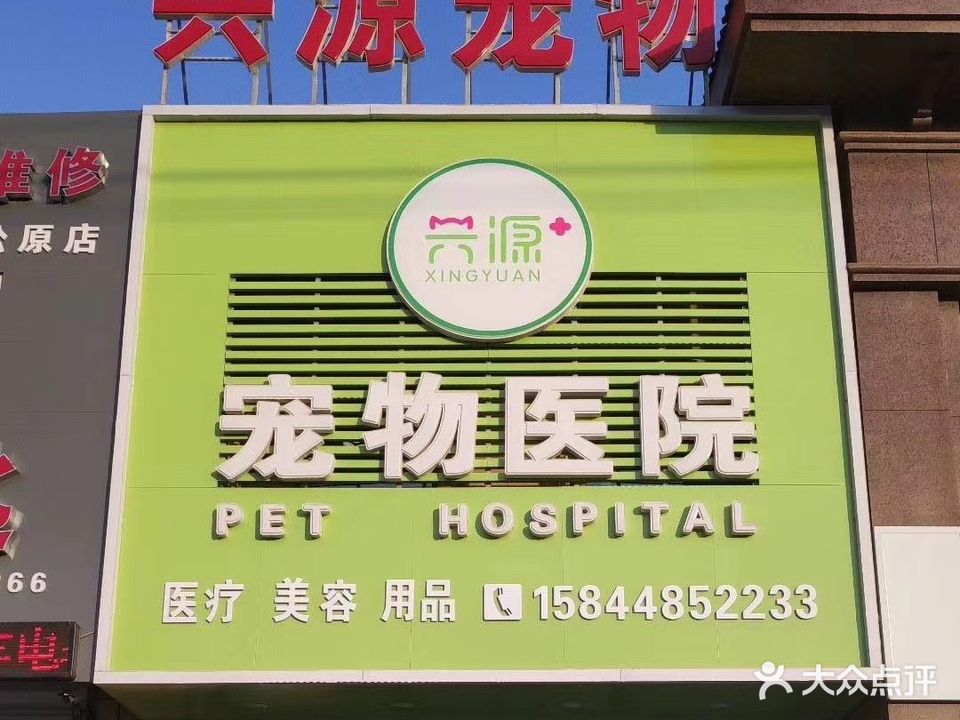 兴源宠物
维修
原店
兴源
XINGYUAN
宠物医院
PET HOSPITAL
医疗 美容 用品 15844852233
66
大众点评